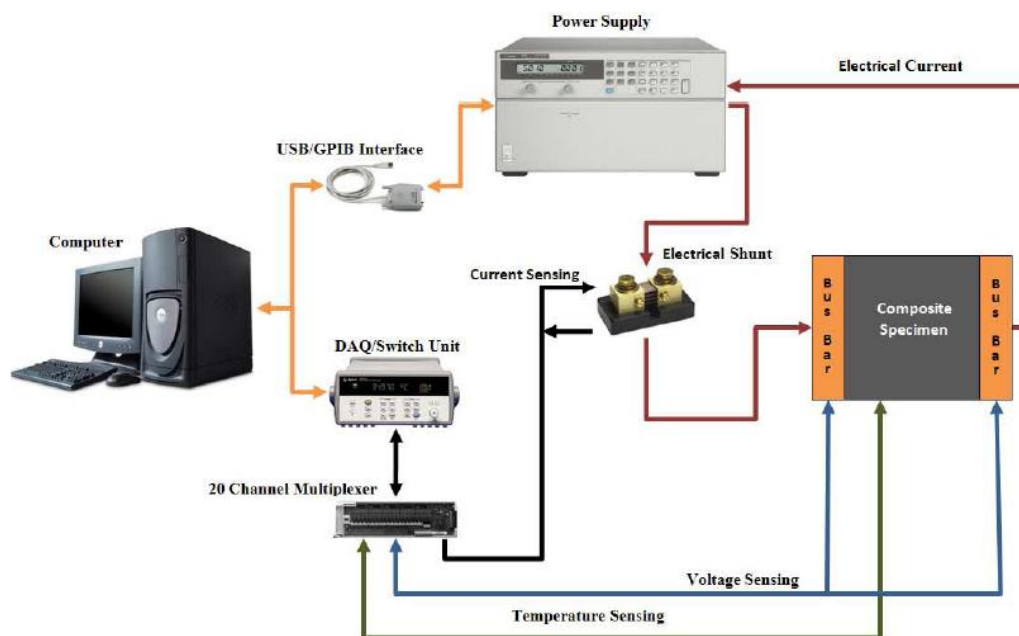 Power Supply
Electrical Current
USB/GPIB Interface
Computer
Electrical Shunt
Current Sensing
Bus Bar
Composite
Specimen
Bus Bar
DAQ/Switch Unit
20 Channel Multiplexer
Voltage Sensing
Temperature Sensing